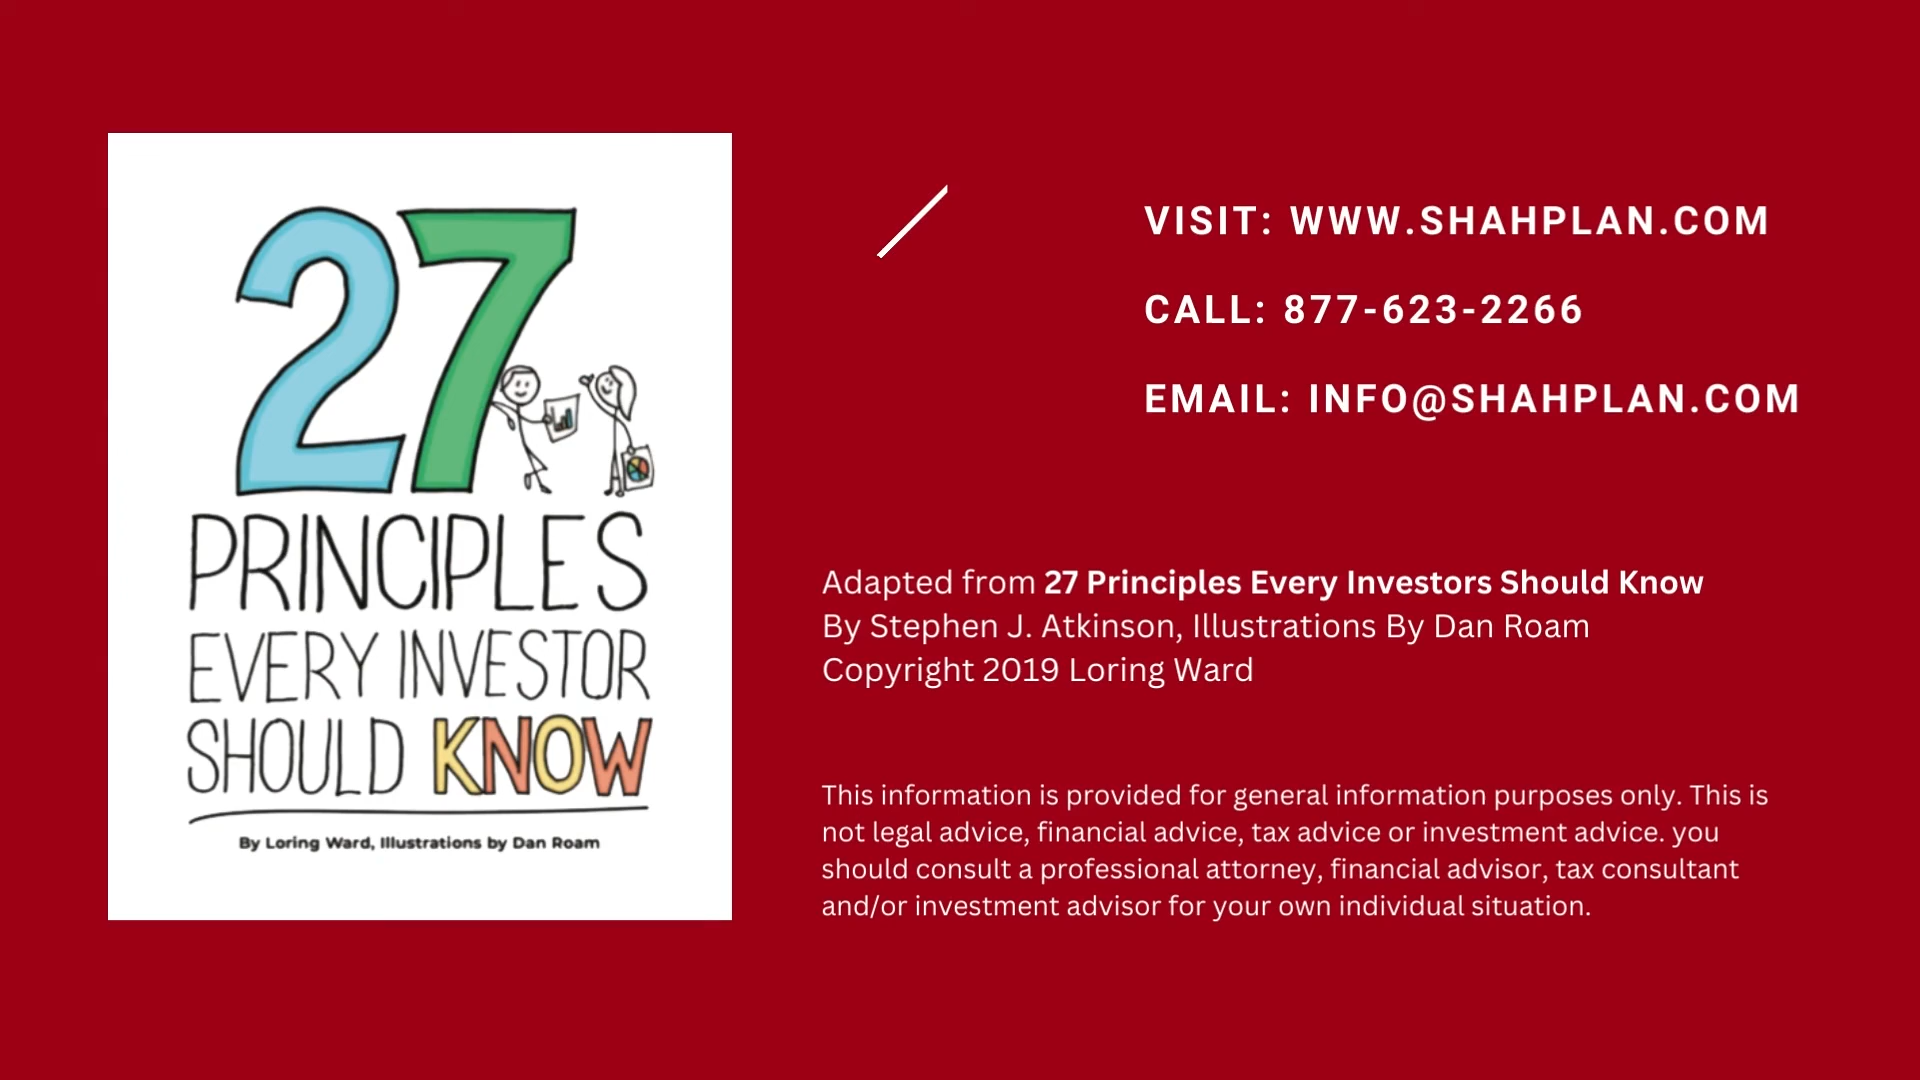 27
PRINCIPLES
EVERY INVESTOR
SHOULD KNOW
By Loring Ward, Illustrations by Dan Roam
VISIT: WWW.SHAHPLAN.COM
CALL: 877-623-2266
EMAIL: INFO@SHAHPLAN.COM
Adapted from 27 Principles Every Investors Should Know
By Stephen J. Atkinson, Illustrations By Dan Roam
Copyright 2019 Loring Ward
This information is provided for general information purposes only. This is
not legal advice, financial advice, tax advice or investment advice. you
should consult a professional attorney, financial advisor, tax consultant
and/or investment advisor for your own individual situation.